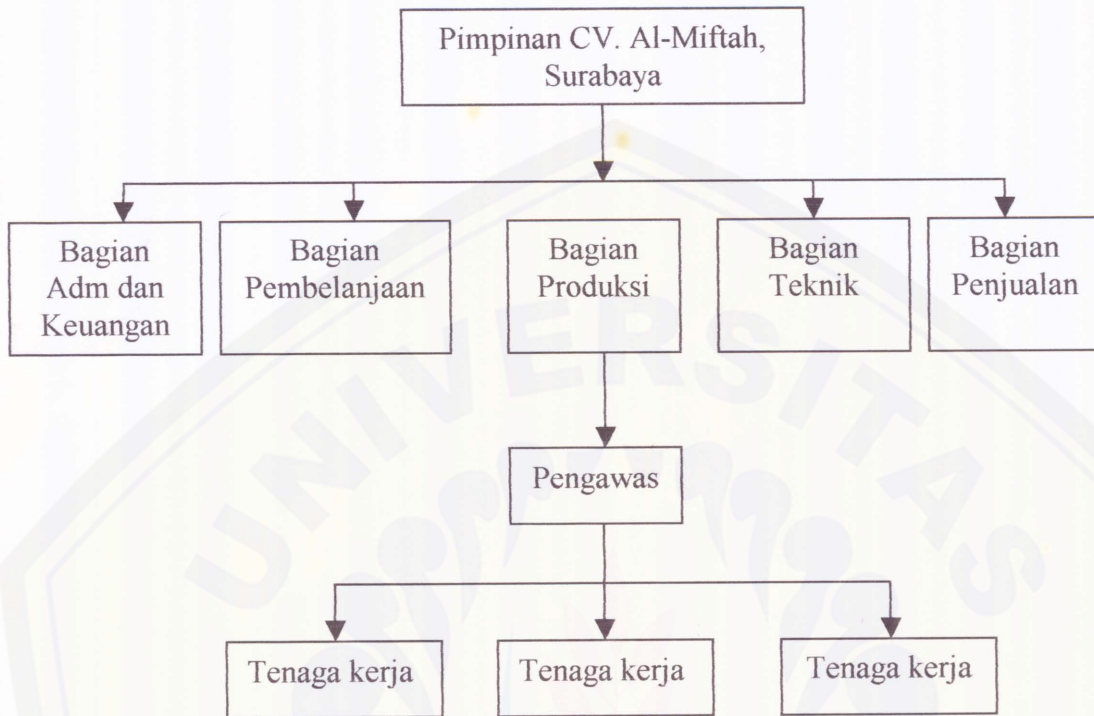 Pimpinan CV. Al-Miftah,
Surabaya
Bagian
Adm dan
Keuangan
Bagian
Pembelanjaan
Bagian
Produksi
Bagian
Teknik
Bagian
Penjualan
UNIVERSITAS
Pengawas
Tenaga kerja
Tenaga kerja
Tenaga kerja